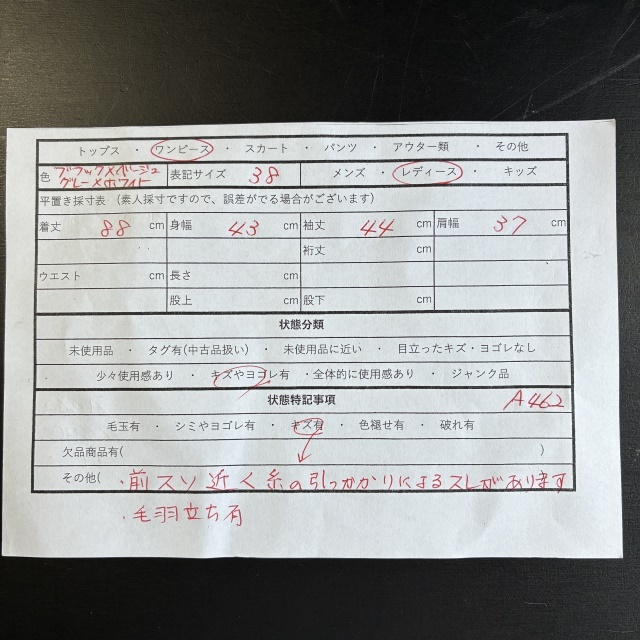 トップス ・ ワンピース ・ スカート ・ パンツ ・ アウター類 ・ その他
色 ブラック×ベージュ 表記サイズ 38 メンズ ・ レディース ・ キッズ
グレー×ホワイト
平置き採寸表 (素人採寸ですので、誤差がでる場合がございます)
着丈 88 cm 身幅 43 cm 袖丈 44 cm 肩幅 37 cm
裄丈 cm
ウエスト cm 長さ cm
股上 cm 股下 cm
状態分類
未使用品 ・ タグ有(中古品扱い) ・ 未使用品に近い ・ 目立ったキズ・ヨゴレなし
少々使用感あり ・ キズやヨゴレ有 ・全体的に使用感あり ・ ジャンク品
状態特記事項 A462
毛玉有 ・ シミやヨゴレ有 ・ キズ有 ・ 色褪せ有 ・ 破れ有
欠品商品有( )
その他( ・前スソ近く糸の引っかかりによるスレがあります
・毛羽立ち有